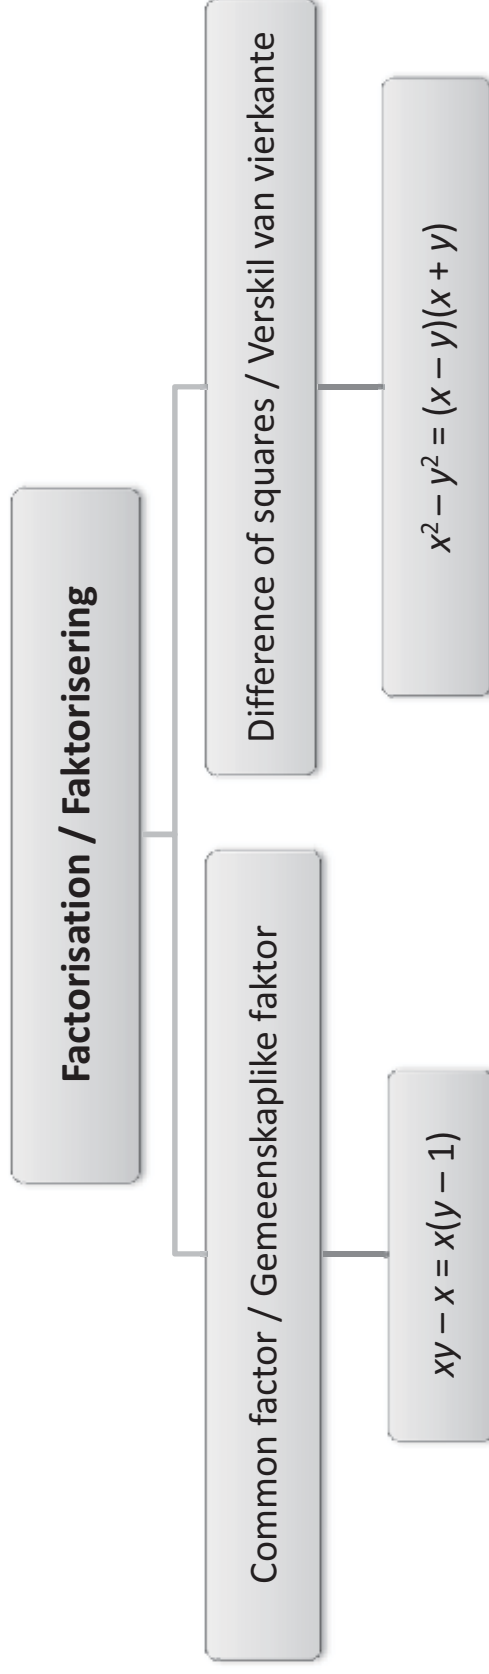 Factorisation / Faktorisering
Common factor / Gemeenskaplike faktor
Difference of squares / Verskil van vierkante
xy – x = x(y – 1)
x² – y² = (x – y)(x + y)